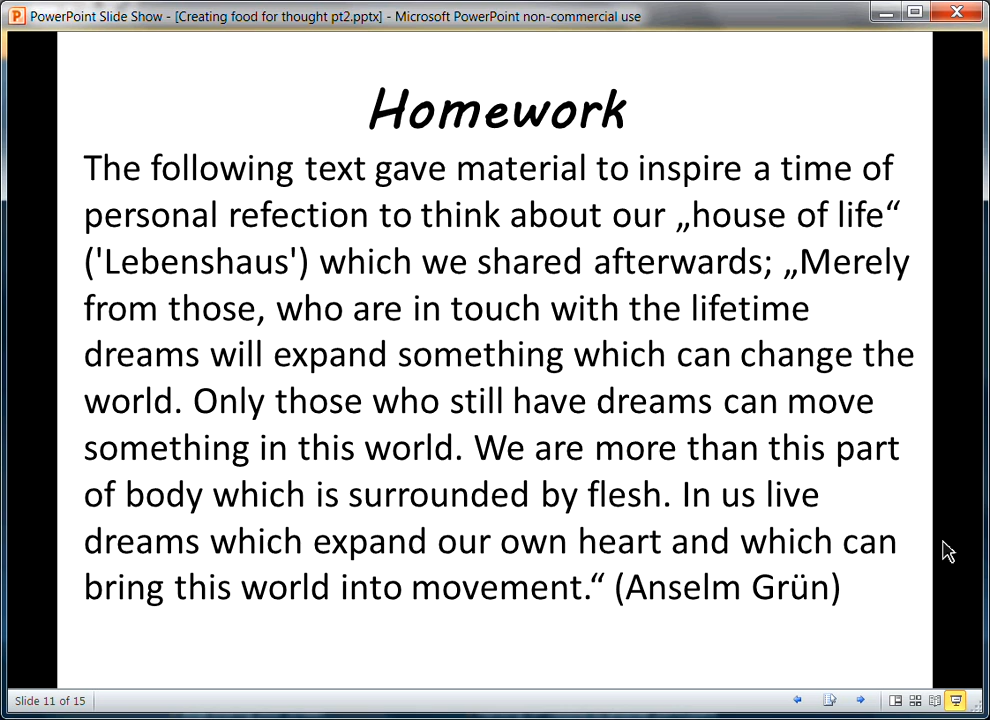 PowerPoint Slide Show - [Creating food for thought pt2.pptx] - Microsoft PowerPoint non-commercial use
Homework
The following text gave material to inspire a time of
personal refection to think about our „house of life“
('Lebenshaus') which we shared afterwards; „Merely
from those, who are in touch with the lifetime
dreams will expand something which can change the
world. Only those who still have dreams can move
something in this world. We are more than this part
of body which is surrounded by flesh. In us live
dreams which expand our own heart and which can
bring this world into movement.“ (Anselm Grün)
Slide 11 of 15